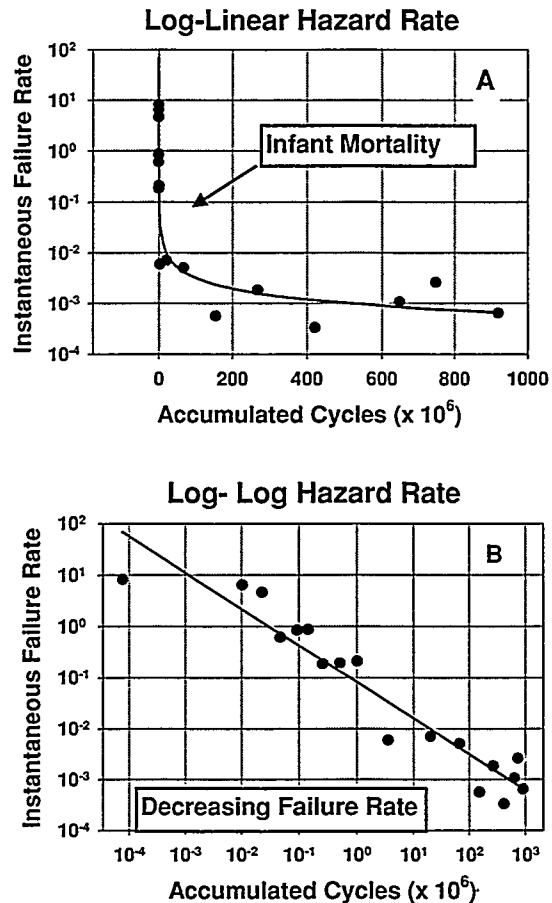 Log-Linear Hazard Rate
A
Infant Mortality
Instantaneous Failure Rate
10²
10¹
10⁰
10⁻¹
10⁻²
10⁻³
10⁻⁴
0 200 400 600 800 1000
Accumulated Cycles (x 10⁶)
Log- Log Hazard Rate
B
Instantaneous Failure Rate
10²
10¹
10⁰
10⁻¹
10⁻²
10⁻³
10⁻⁴
Decreasing Failure Rate
10⁻⁴ 10⁻³ 10⁻² 10⁻¹ 10⁰ 10¹ 10² 10³
Accumulated Cycles (x 10⁶)